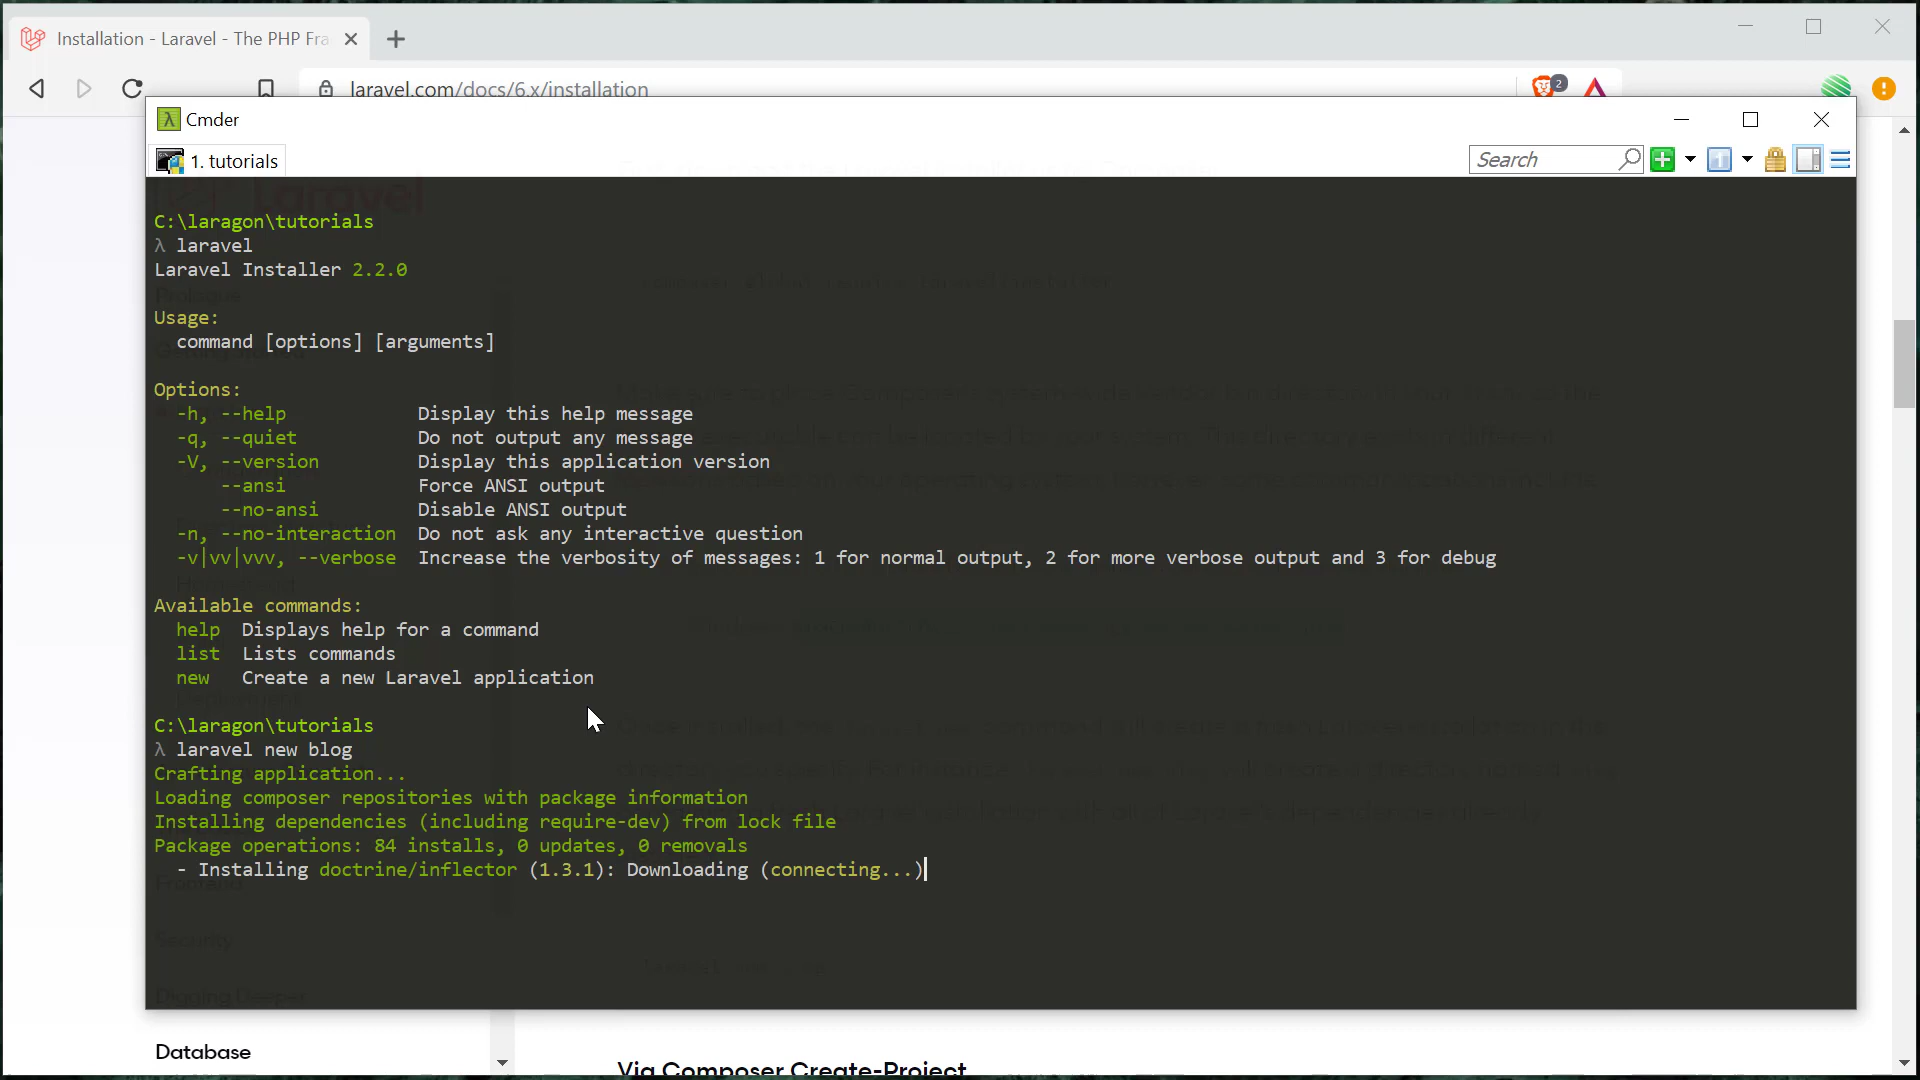 Installation - Laravel - The PHP Fra
laravel.com/docs/6.x/installation
2
Cmder
1. tutorials
Search
Laravel
C:\laragon\tutorials
λ laravel
Laravel Installer 2.2.0
Prologue
Usage:
command [options] [arguments]
Options:
-h, --help Display this help message
-q, --quiet Do not output any message
-V, --version Display this application version
--ansi Force ANSI output
--no-ansi Disable ANSI output
-n, --no-interaction Do not ask any interactive question
-v|vv|vvv, --verbose Increase the verbosity of messages: 1 for normal output, 2 for more verbose output and 3 for debug
Available commands:
help Displays help for a command
list Lists commands
new Create a new Laravel application
C:\laragon\tutorials
λ laravel new blog
Crafting application...
Loading composer repositories with package information
Installing dependencies (including require-dev) from lock file
Package operations: 84 installs, 0 updates, 0 removals
- Installing doctrine/inflector (1.3.1): Downloading (connecting...)
Frontend
Security
Digging Deeper
Database
Via Composer Create-Project